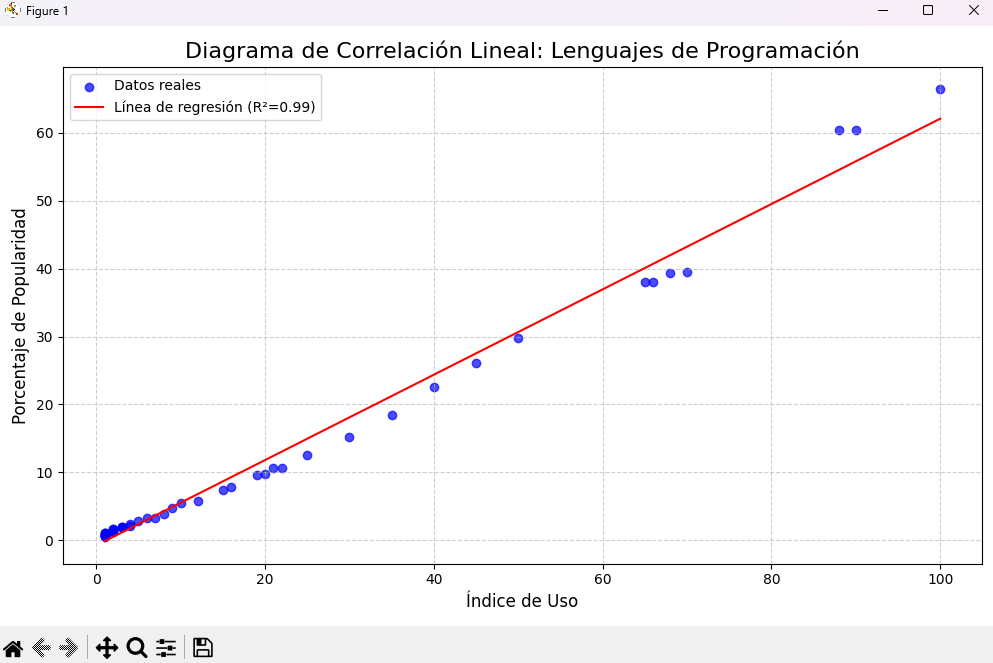 Figure 1
Diagrama de Correlación Lineal: Lenguajes de Programación
Datos reales
Línea de regresión (R²=0.99)
Porcentaje de Popularidad
60
50
40
30
20
10
0
0 20 40 60 80 100
Índice de Uso